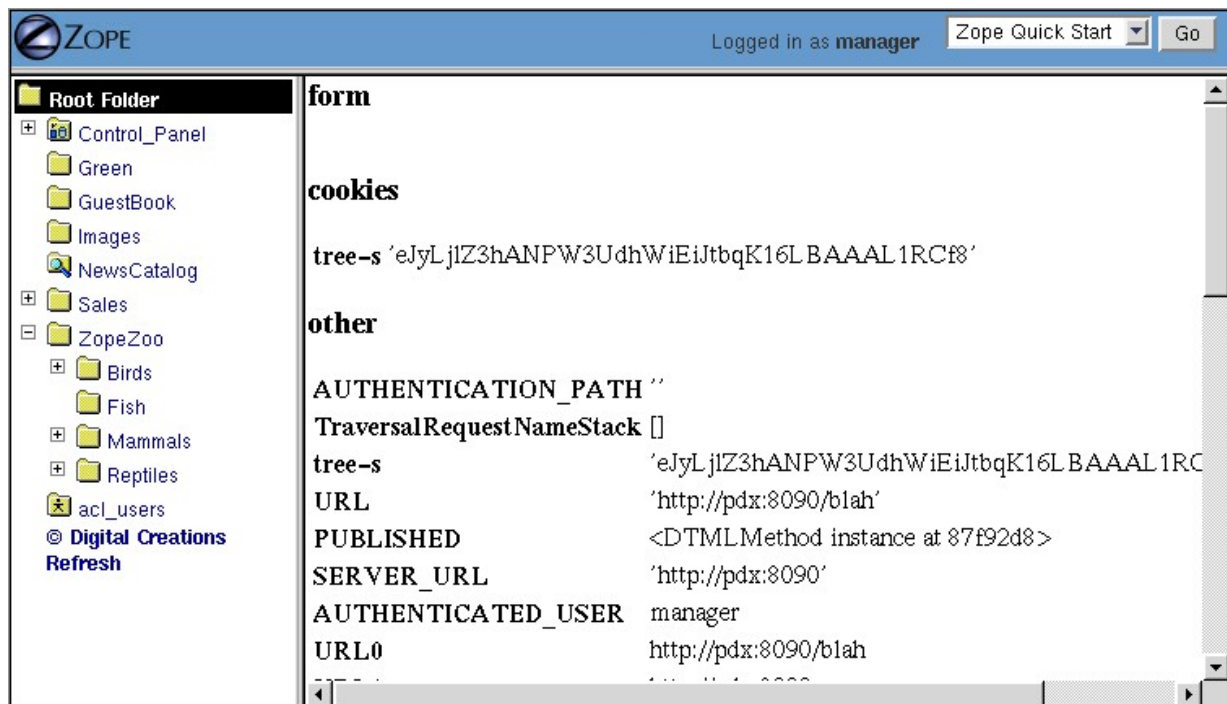 ZOPE
Logged in as manager
Zope Quick Start
Go
Root Folder
Control_Panel
Green
GuestBook
Images
NewsCatalog
Sales
ZopeZoo
Birds
Fish
Mammals
Reptiles
acl_users
© Digital Creations
Refresh
form
cookies
tree-s 'eJyLjlZ3hANPW3UdhWiEiJtbqK16LBAAAL1RCf8'
other
AUTHENTICATION_PATH ''
TraversalRequestNameStack []
tree-s 'eJyLjlZ3hANPW3UdhWiEiJtbqK16LBAAAL1RC
URL 'http://pdx:8090/blah'
PUBLISHED <DTMLMethod instance at 87f92d8>
SERVER_URL 'http://pdx:8090'
AUTHENTICATED_USER manager
URL0 http://pdx:8090/blah